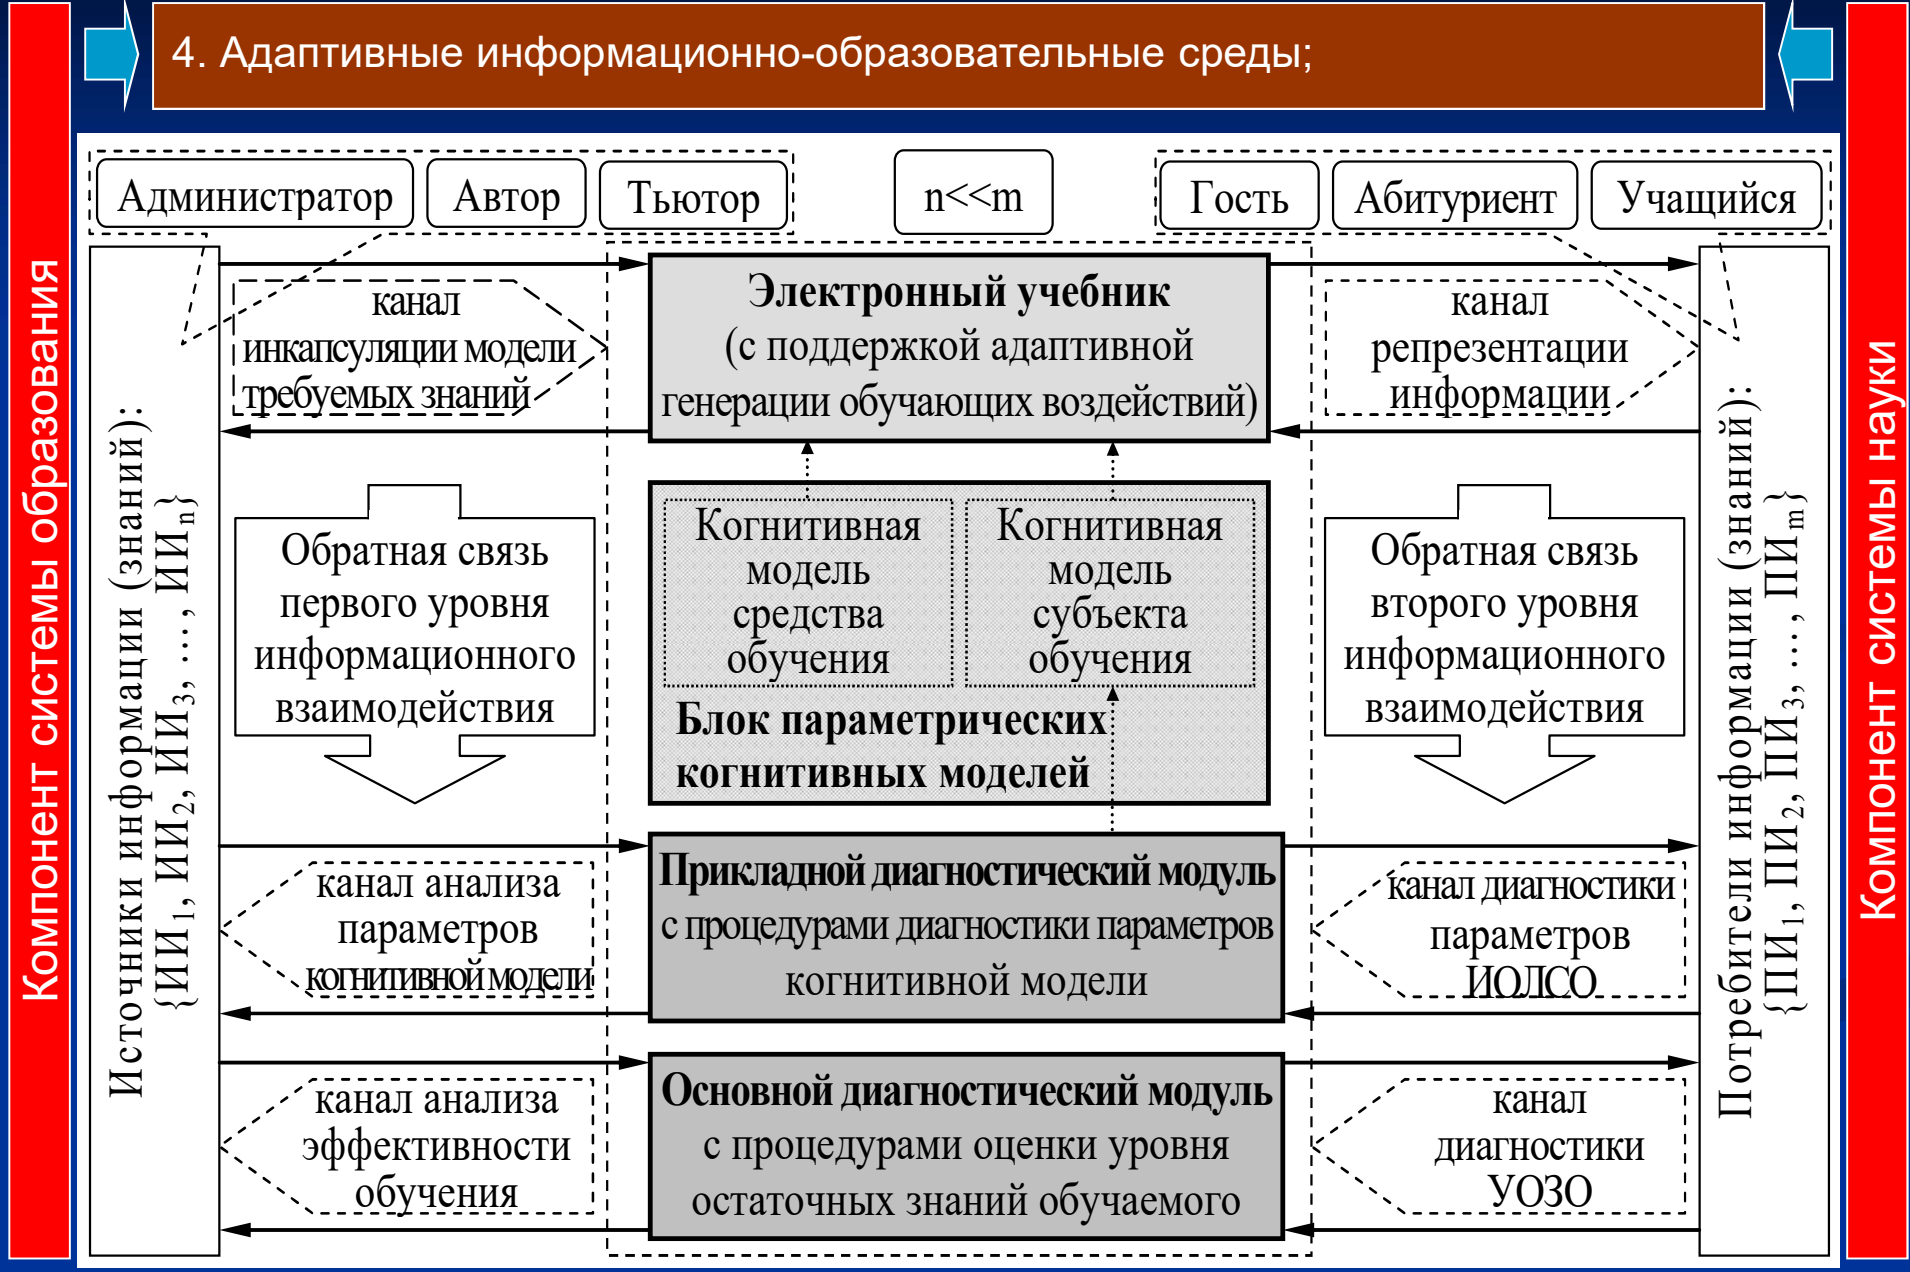 4. Адаптивные информационно-образовательные среды;
Компонент системы образования
Администратор
Автор
Тьютор
n<<m
Гость
Абитуриент
Учащийся
Источники информации (знаний):
{ИИ1, ИИ2, ИИ3, ..., ИИn}
канал
инкапсуляции модели
требуемых знаний
Электронный учебник
(с поддержкой адаптивной
генерации обучающих воздействий)
канал
репрезентации
информации
Обратная связь
первого уровня
информационного
взаимодействия
Когнитивная
модель
средства
обучения
Когнитивная
модель
субъекта
обучения
Блок параметрических
когнитивных моделей
Обратная связь
второго уровня
информационного
взаимодействия
канал анализа
параметров
когнитивной модели
Прикладной диагностический модуль
с процедурами диагностики параметров
когнитивной модели
канал диагностики
параметров
ИОЛСО
канал анализа
эффективности
обучения
Основной диагностический модуль
с процедурами оценки уровня
остаточных знаний обучаемого
канал
диагностики
УОЗО
Потребители информации (знаний):
{ПИ1, ПИ2, ПИ3, ..., ПИm}
Компонент системы науки